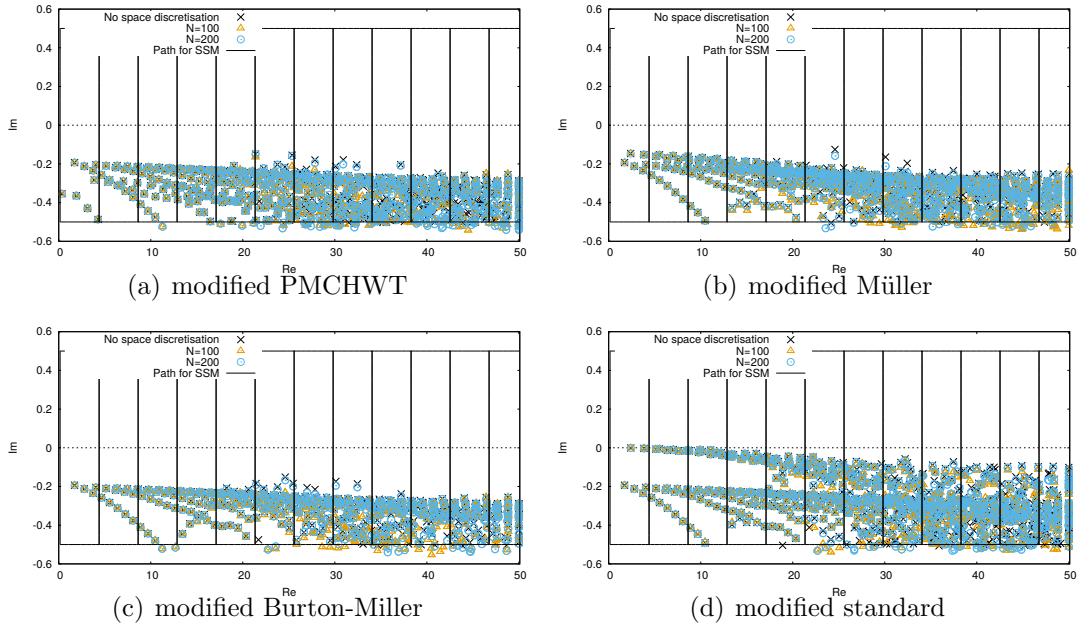 No space discretisation
N=100
N=200
Path for SSM
0.6
0.4
0.2
0
-0.2
-0.4
-0.6
Im
0 10 20 30 40 50
Re
(a) modified PMCHWT
No space discretisation
N=100
N=200
Path for SSM
0.6
0.4
0.2
0
-0.2
-0.4
-0.6
Im
0 10 20 30 40 50
Re
(b) modified Müller
No space discretisation
N=100
N=200
Path for SSM
0.6
0.4
0.2
0
-0.2
-0.4
-0.6
Im
0 10 20 30 40 50
Re
(c) modified Burton-Miller
No space discretisation
N=100
N=200
Path for SSM
0.6
0.4
0.2
0
-0.2
-0.4
-0.6
Im
0 10 20 30 40 50
Re
(d) modified standard